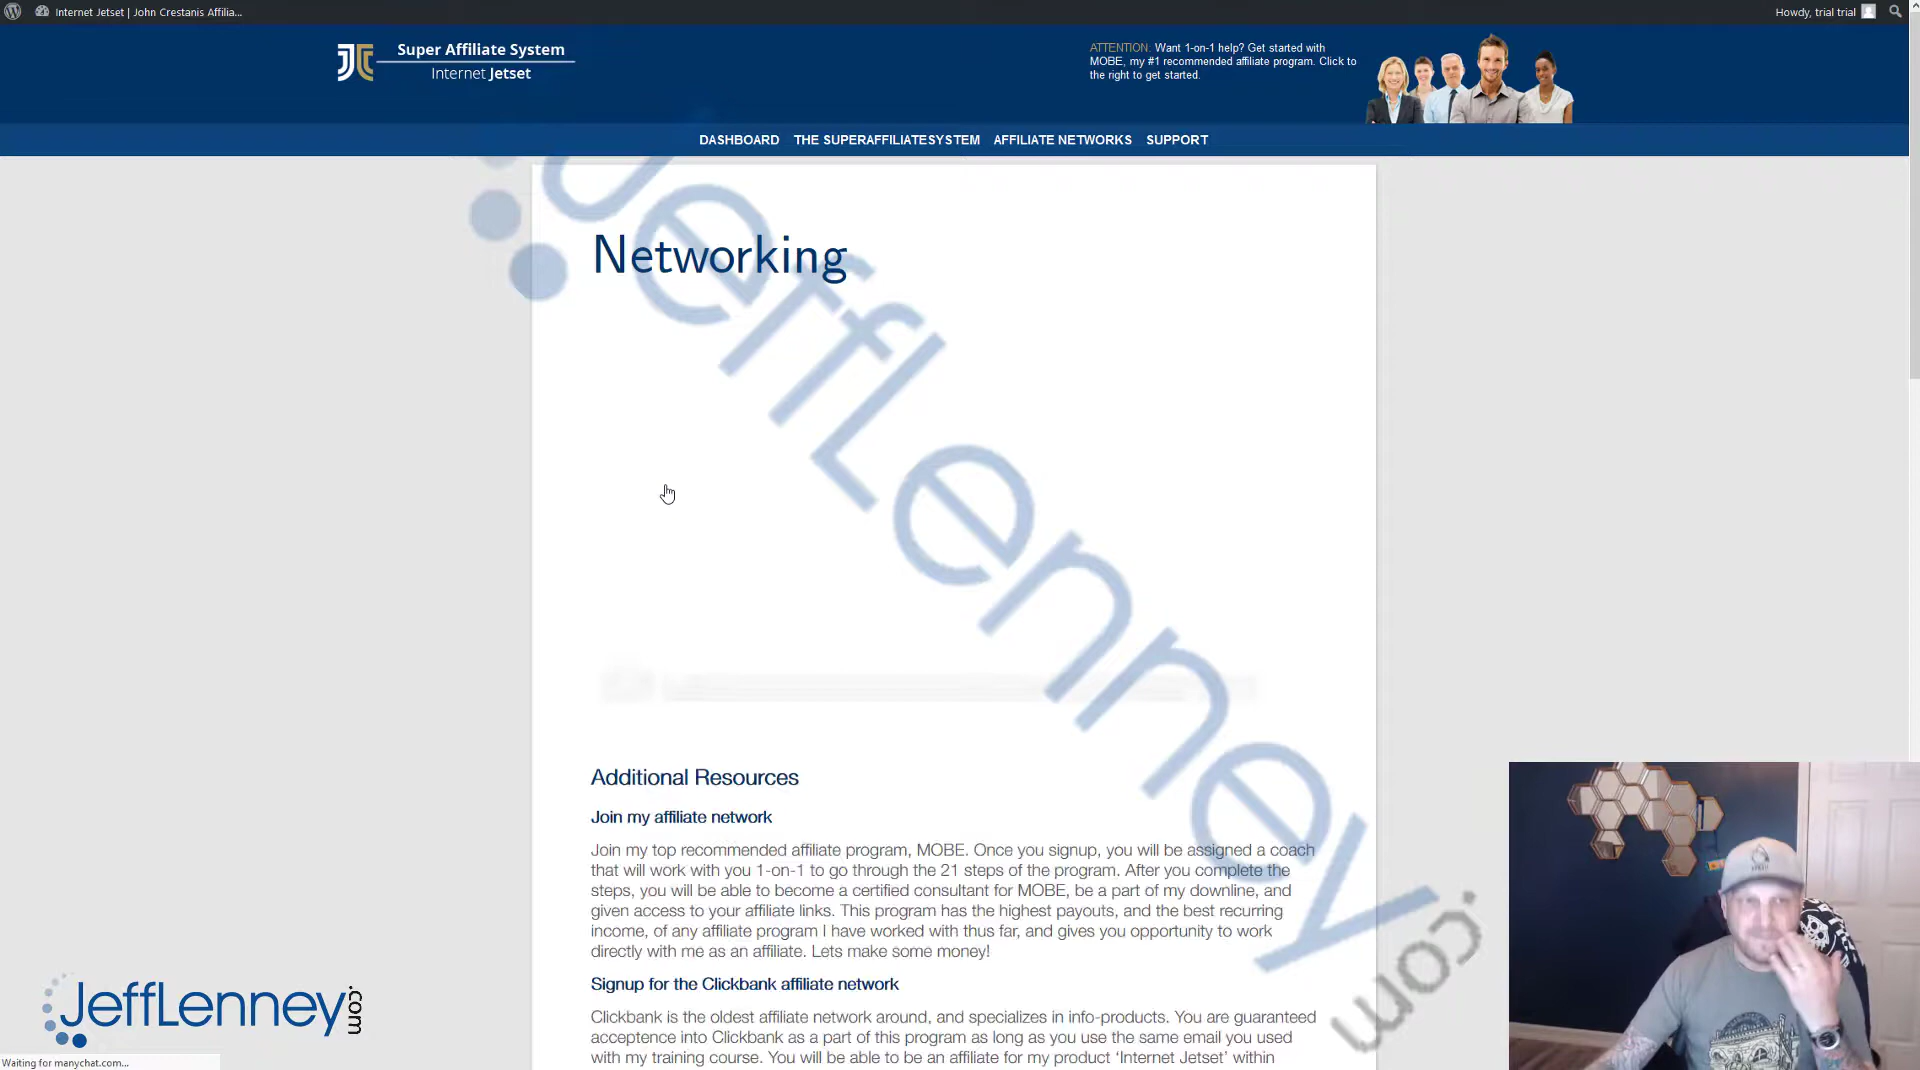 Internet Jetset | John Crestanis Affilia...
Howdy, trial trial
Super Affiliate System
Internet Jetset
ATTENTION: Want 1-on-1 help? Get started with
MOBE, my #1 recommended affiliate program. Click to
the right to get started.
DASHBOARD THE SUPERAFFILIATESYSTEM AFFILIATE NETWORKS SUPPORT
Networking
JeffLenney.com
Additional Resources
Join my affiliate network
Join my top recommended affiliate program, MOBE. Once you signup, you will be assigned a coach
that will work with you 1-on-1 to go through the 21 steps of the program. After you complete the
steps, you will be able to become a certified consultant for MOBE, be a part of my downline, and
given access to your affiliate links. This program has the highest payouts, and the best recurring
income, of any affiliate program I have worked with thus far, and gives you opportunity to work
directly with me as an affiliate. Lets make some money!
Signup for the Clickbank affiliate network
Clickbank is the oldest affiliate network around, and specializes in info-products. You are guaranteed
acceptence into Clickbank as a part of this program as long as you use the same email you used
with my training course. You will be able to be an affiliate for my product ‘Internet Jetset’ within
JeffLenney.com
Waiting for manychat.com...